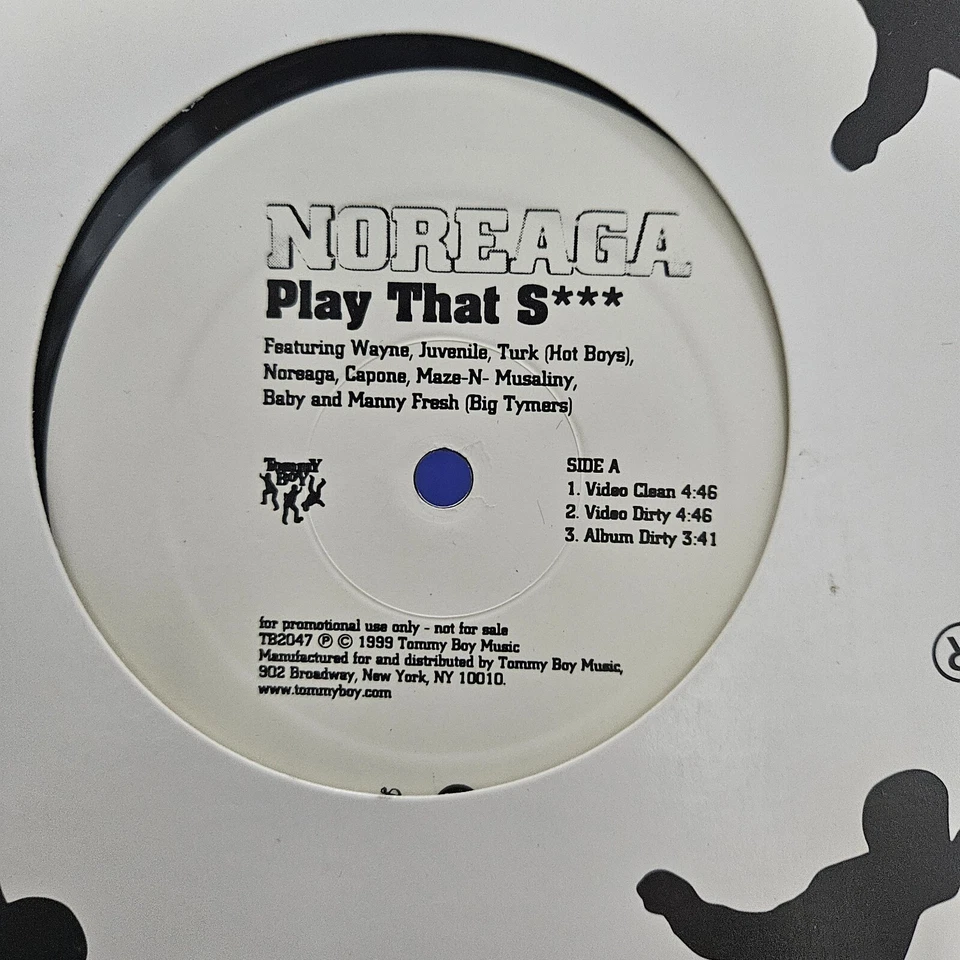 NOREAGA
Play That S***
Featuring Wayne, Juvenile, Turk (Hot Boys),
Noreaga, Capone, Maze-N- Musaliny,
Baby and Manny Fresh (Big Tymers)
TOMMY
BOY
SIDE A
1. Video Clean 4:46
2. Video Dirty 4:46
3. Album Dirty 3:41
for promotional use only - not for sale
TB2047 ℗ © 1999 Tommy Boy Music
Manufactured for and distributed by Tommy Boy Music,
902 Broadway, New York, NY 10010.
www.tommyboy.com
®